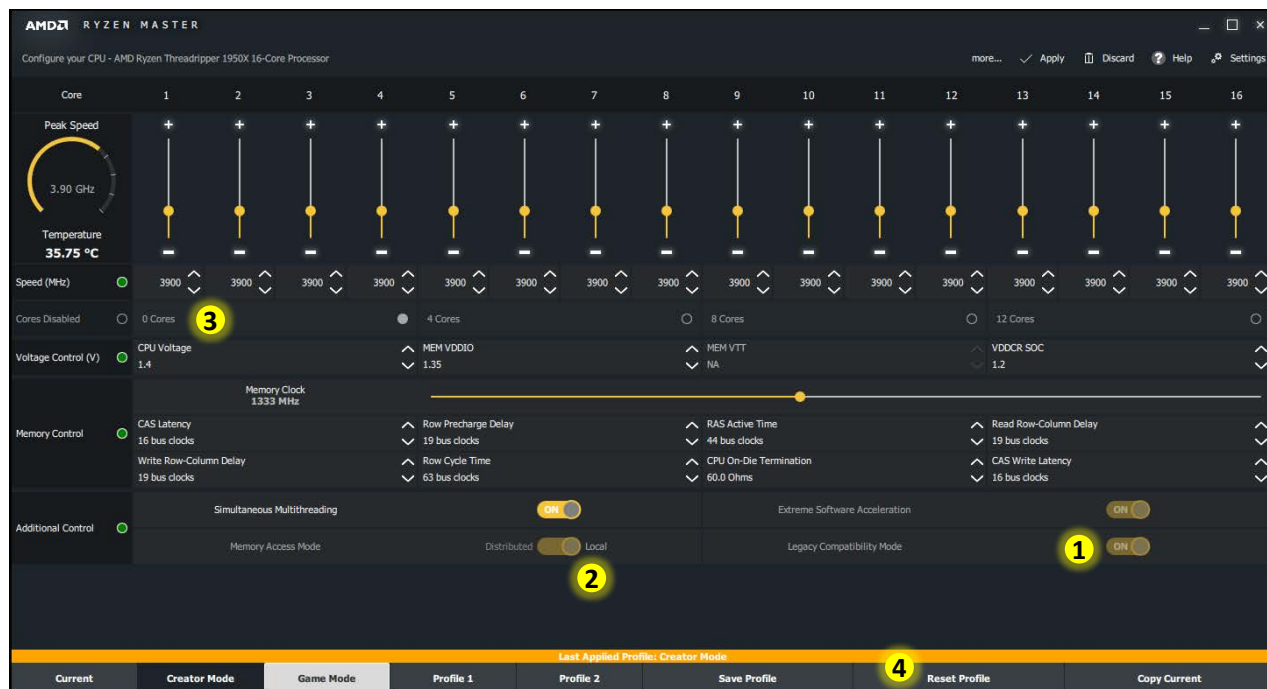 AMD RYZEN MASTER
Configure your CPU - AMD Ryzen Threadripper 1950X 16-Core Processor
more... Apply Discard ? Help Settings
Core 1 2 3 4 5 6 7 8 9 10 11 12 13 14 15 16
Peak Speed
3.90 GHz
Temperature
35.75 °C
Speed (MHz) 3900 3900 3900 3900 3900 3900 3900 3900 3900 3900 3900 3900 3900 3900 3900 3900
Cores Disabled 0 Cores 3 4 Cores 8 Cores 12 Cores
Voltage Control (V)
CPU Voltage MEM VDDIO MEM VTT VDDCR SOC
1.4 1.35 NA 1.2
Memory Control
Memory Clock
1333 MHz
CAS Latency Row Precharge Delay RAS Active Time Read Row-Column Delay
16 bus clocks 19 bus clocks 44 bus clocks 19 bus clocks
Write Row-Column Delay Row Cycle Time CPU On-Die Termination CAS Write Latency
19 bus clocks 63 bus clocks 60.0 Ohms 16 bus clocks
Additional Control
Simultaneous Multithreading ON Extreme Software Acceleration ON
Memory Access Mode Distributed Local Legacy Compatibility Mode 1 ON
2
Last Applied Profile: Creator Mode
4
Current Creator Mode Game Mode Profile 1 Profile 2 Save Profile Reset Profile Copy Current